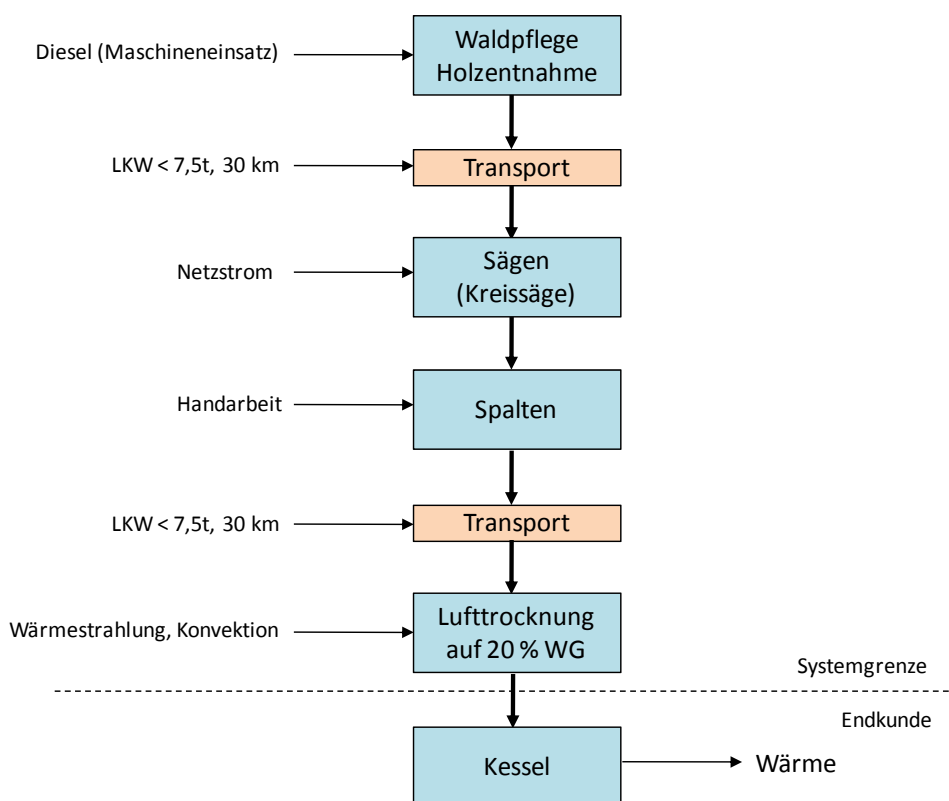 Diesel (Maschineneinsatz)
Waldpflege
Holzentnahme
LKW < 7,5t, 30 km
Transport
Netzstrom
Sägen
(Kreissäge)
Handarbeit
Spalten
LKW < 7,5t, 30 km
Transport
Wärmestrahlung, Konvektion
Lufttrocknung
auf 20 % WG
Systemgrenze
Endkunde
Kessel
Wärme